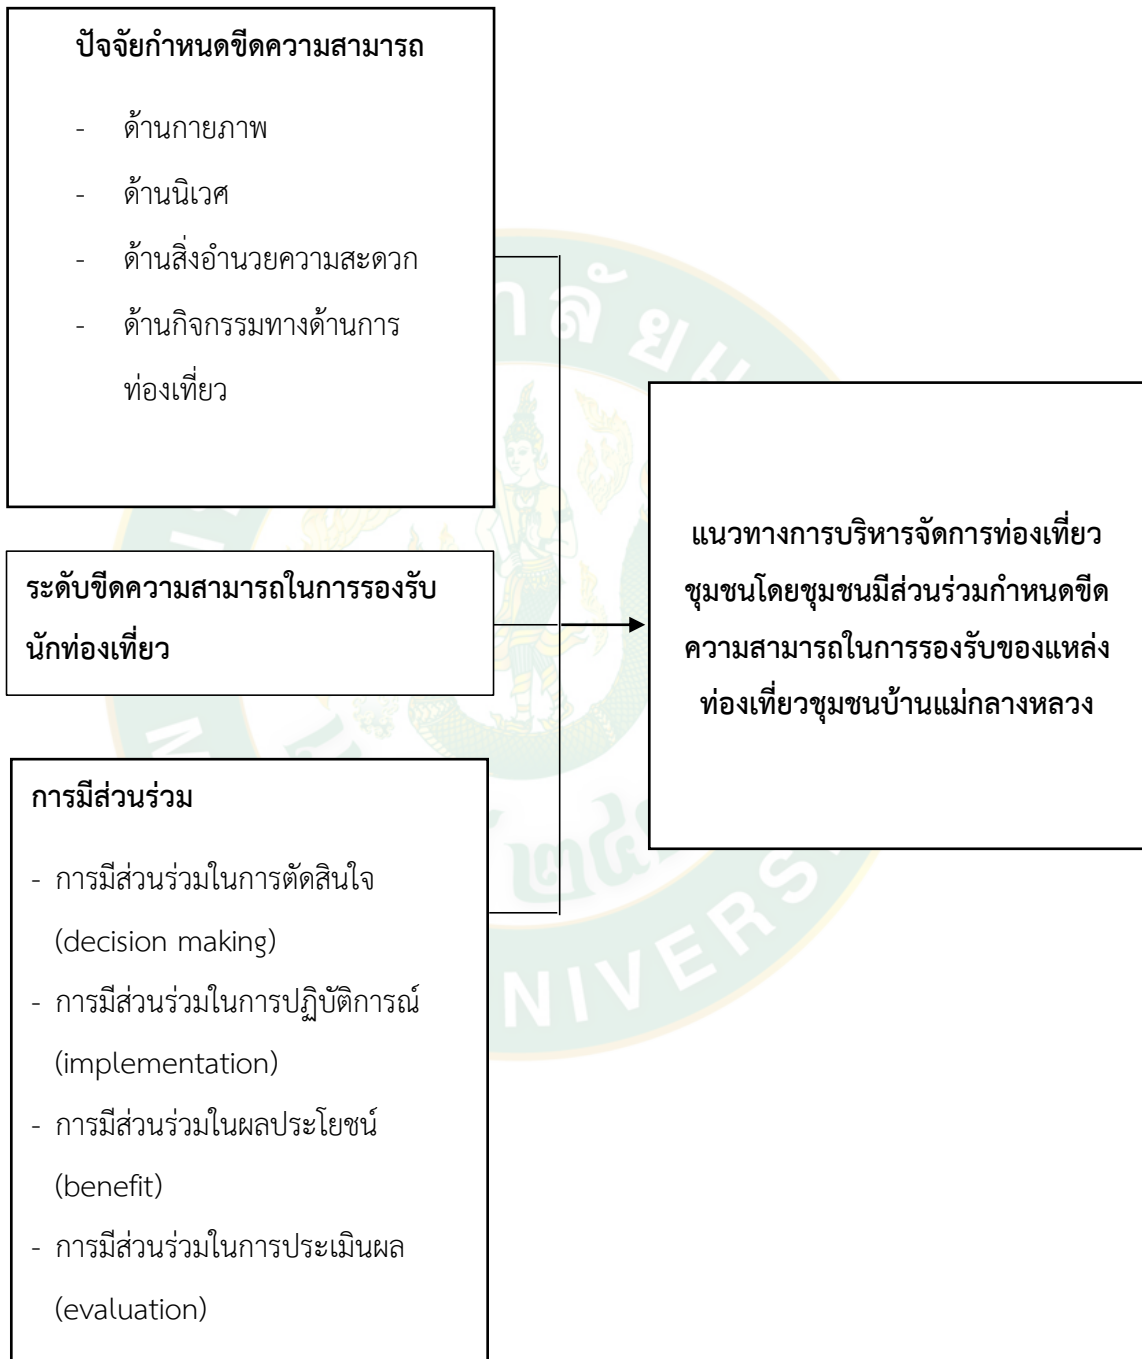 ปัจจัยกำหนดขีดความสามารถ
- ด้านกายภาพ
- ด้านนิเวศ
- ด้านสิ่งอำนวยความสะดวก
- ด้านกิจกรรมทางด้านการ
ท่องเที่ยว
ระดับขีดความสามารถในการรองรับ
นักท่องเที่ยว
การมีส่วนร่วม
- การมีส่วนร่วมในการตัดสินใจ
(decision making)
- การมีส่วนร่วมในการปฏิบัติการณ์
(implementation)
- การมีส่วนร่วมในผลประโยชน์
(benefit)
- การมีส่วนร่วมในการประเมินผล
(evaluation)
แนวทางการบริหารจัดการท่องเที่ยว
ชุมชนโดยชุมชนมีส่วนร่วมกำหนดขีด
ความสามารถในการรองรับของแหล่ง
ท่องเที่ยวชุมชนบ้านแม่กลางหลวง